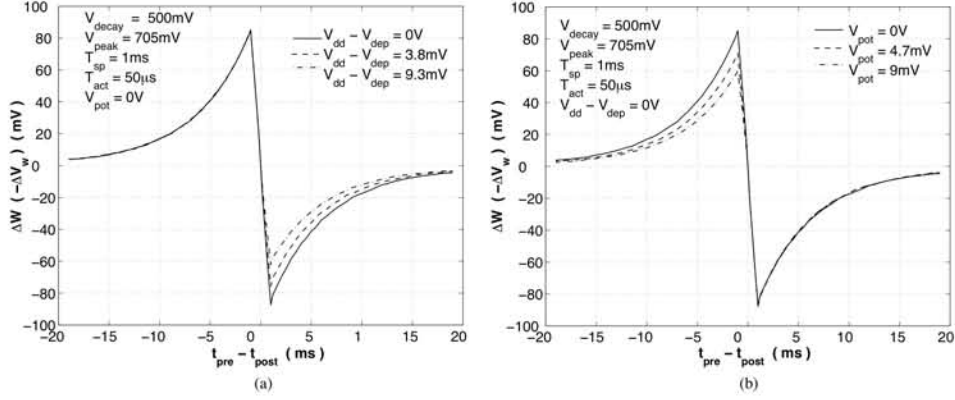 V_decay = 500mV
V_peak = 705mV
T_sp = 1ms
T_act = 50μs
V_pot = 0V
V_dd − V_dep = 0V
V_dd − V_dep = 3.8mV
V_dd − V_dep = 9.3mV
ΔW (−ΔV_w) (mV)
100
80
60
40
20
0
−20
−40
−60
−80
−100
−20 −15 −10 −5 0 5 1 15 20
t_pre − t_post (ms)
(a)
V_decay = 500mV
V_peak = 705mV
T_sp = 1ms
T_act = 50μs
V_dd − V_dep = 0V
V_pot = 0V
V_pot = 4.7mV
V_pot = 9mV
ΔW (−ΔV_w) (mV)
100
80
60
40
20
0
−20
−40
−60
−80
−100
−20 −15 −10 −5 0 5 10 15 20
t_pre − t_post (ms)
(b)